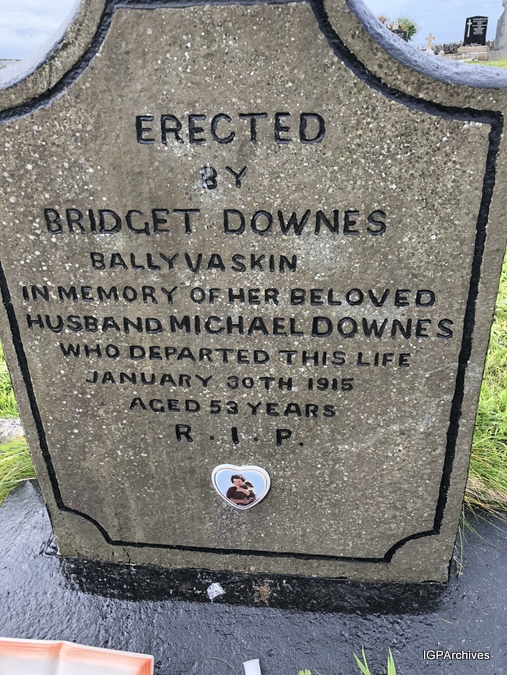 ERECTED
BY
BRIDGET DOWNES
BALLYVASKIN
IN MEMORY OF HER BELOVED
HUSBAND MICHAEL DOWNES
WHO DEPARTED THIS LIFE
JANUARY 30TH 1915
AGED 53 YEARS
R. I. P.
IGPArchives